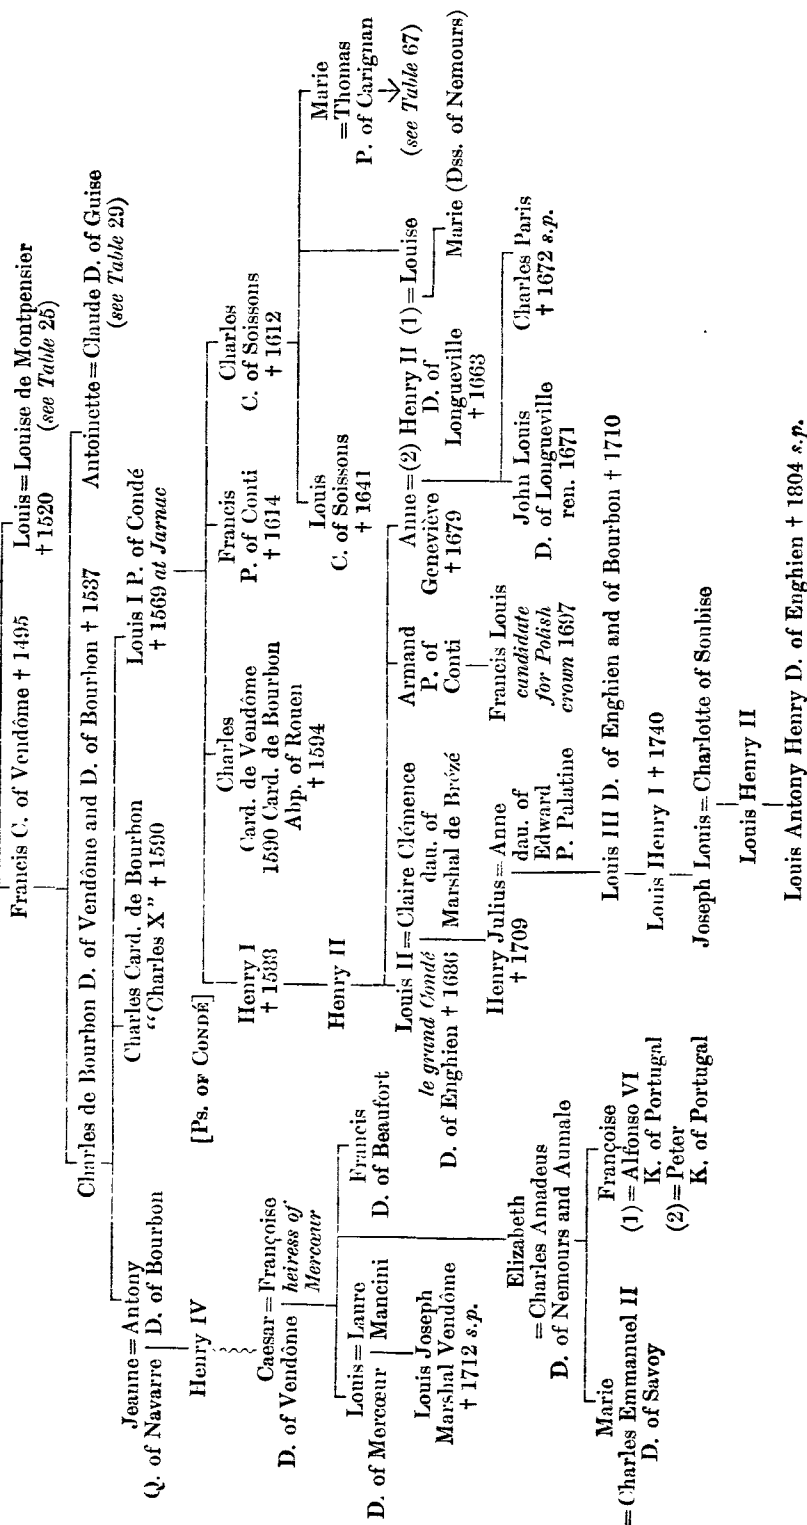 Francis C. of Vendôme † 1495
Louis=Louise de Montpensier
† 1520
(see Table 25)
Charles de Bourbon D. of Vendôme and D. of Bourbon † 1537
Antoinette=Claude D. of Guise
(see Table 29)
Jeanne=Antony
Q. of Navarre
D. of Bourbon
Charles Card. de Bourbon
“Charles X” † 1590
Louis I P. of Condé
† 1569 at Jarnac
Henry IV
[Ps. of Condé]
Henry I
† 1588
Charles
Card. de Vendôme
1590 Card. de Bourbon
Abp. of Rouen
† 1594
Francis
P. of Conti
† 1614
Charles
C. of Soissons
† 1612
Caesar=Françoise
D. of Vendôme
heiress of
Mercœur
Henry II
Louis
C. of Soissons
† 1641
Marie
=Thomas
P. of Carignan
(see Table 67)
Louis=Laure
D. of Mercœur
Mancini
Francis
D. of Beaufort
Louis II=Claire Clémence
le grand Condé
D. of Enghien † 1686
dau. of
Marshal de Brézé
Armand
P. of
Conti
Anne=(2) Henry II (1)=Louise
Geneviève
† 1679
D. of
Longueville
† 1663
Marie (Dss. of Nemours)
Louis Joseph
Marshal Vendôme
† 1712 s.p.
Elizabeth
=Charles Amadeus
D. of Nemours and Aumale
Henry Julius=Anne
† 1709
dau. of
Edward
P. Palatine
Francis Louis
candidate
for Polish
crown 1697
John Louis
D. of Longueville
ren. 1671
Charles Paris
† 1672 s.p.
Marie
=Charles Emmanuel II
D. of Savoy
Françoise
(1)=Alfonso VI
K. of Portugal
(2)=Peter
K. of Portugal
Louis III D. of Enghien and of Bourbon † 1710
Louis Henry I † 1740
Joseph Louis=Charlotte of Soubise
Louis Henry II
Louis Antony Henry D. of Enghien † 1804 s.p.